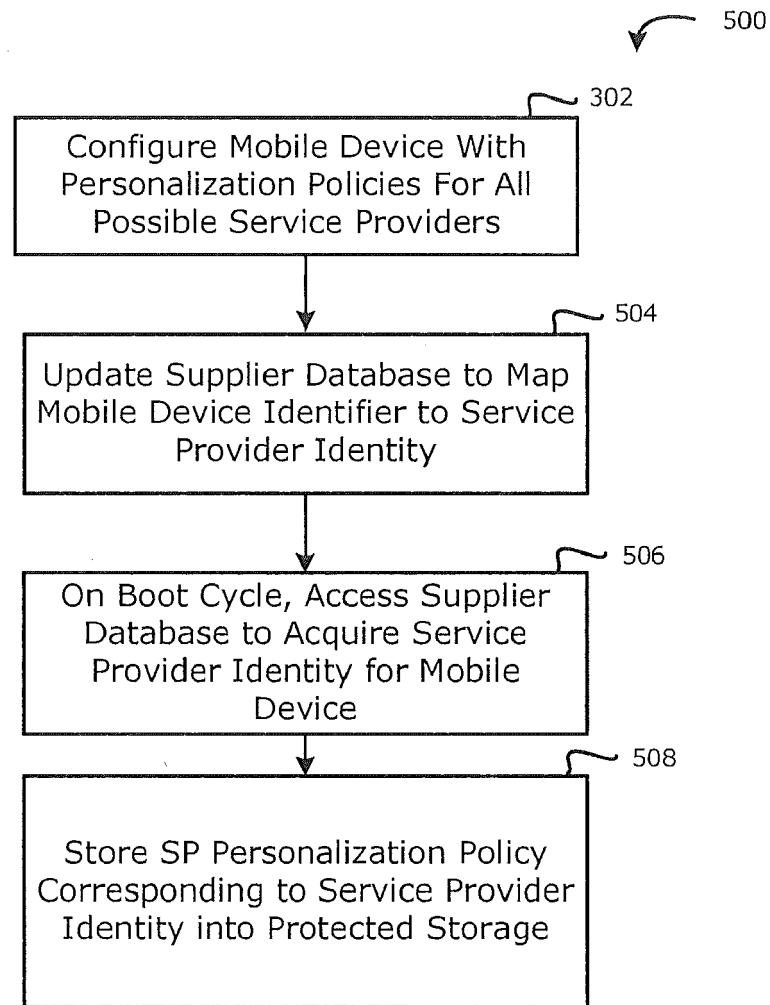 500
302
Configure Mobile Device With
Personalization Policies For All
Possible Service Providers
504
Update Supplier Database to Map
Mobile Device Identifier to Service
Provider Identity
506
On Boot Cycle, Access Supplier
Database to Acquire Service
Provider Identity for Mobile
Device
508
Store SP Personalization Policy
Corresponding to Service Provider
Identity into Protected Storage